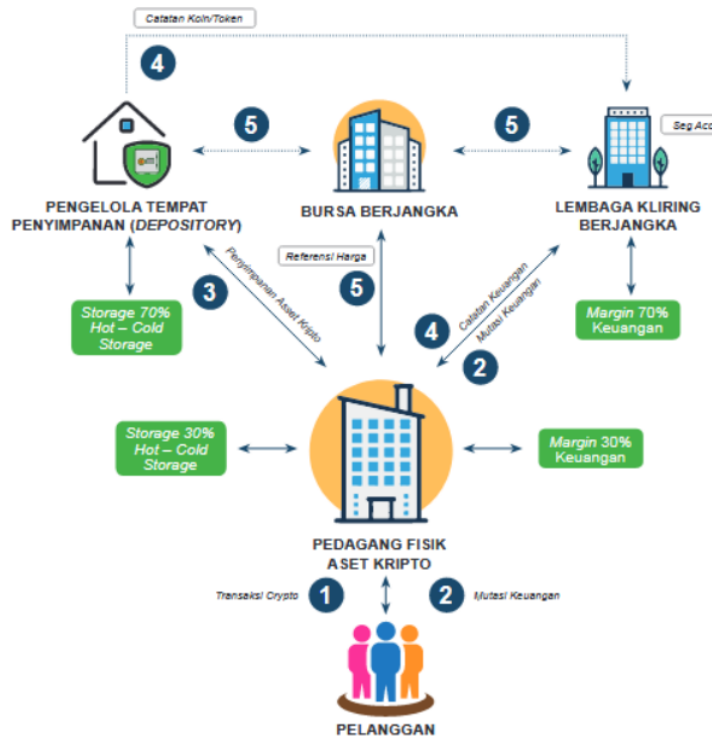 Catatan Koin/Token
4
5
5
Seg Acc
PENGELOLA TEMPAT
PENYIMPANAN (DEPOSITORY)
BURSA BERJANGKA
LEMBAGA KLIRING
BERJANGKA
Referensi Harga
5
3
Penyimpanan Aset Kripto
4
Catatan Keuangan
Mutasi Keuangan
2
Storage 70%
Hot – Cold
Storage
Margin 70%
Keuangan
Storage 30%
Hot – Cold
Storage
Margin 30%
Keuangan
PEDAGANG FISIK
ASET KRIPTO
Transaksi Crypto
1
2
Mutasi Keuangan
PELANGGAN